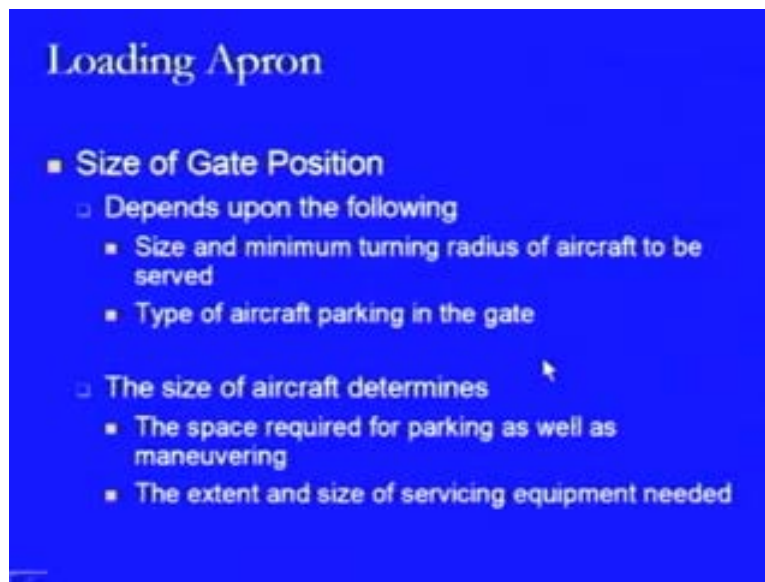 Loading Apron
Size of Gate Position
Depends upon the following
Size and minimum turning radius of aircraft to be
served
Type of aircraft parking in the gate
The size of aircraft determines
The space required for parking as well as
maneuvering
The extent and size of servicing equipment needed